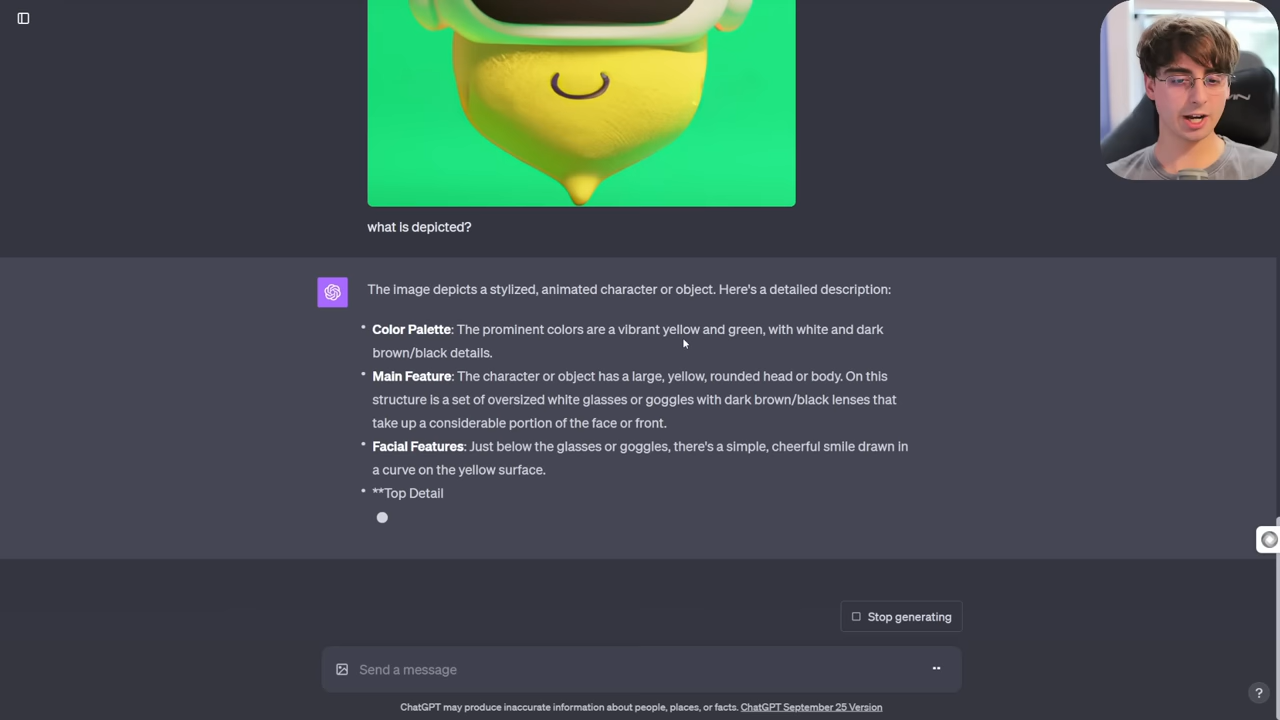 what is depicted?
The image depicts a stylized, animated character or object. Here's a detailed description:
• Color Palette: The prominent colors are a vibrant yellow and green, with white and dark
brown/black details.
• Main Feature: The character or object has a large, yellow, rounded head or body. On this
structure is a set of oversized white glasses or goggles with dark brown/black lenses that
take up a considerable portion of the face or front.
• Facial Features: Just below the glasses or goggles, there's a simple, cheerful smile drawn in
a curve on the yellow surface.
• **Top Detail
Stop generating
Send a message
ChatGPT may produce inaccurate information about people, places, or facts. ChatGPT September 25 Version
?